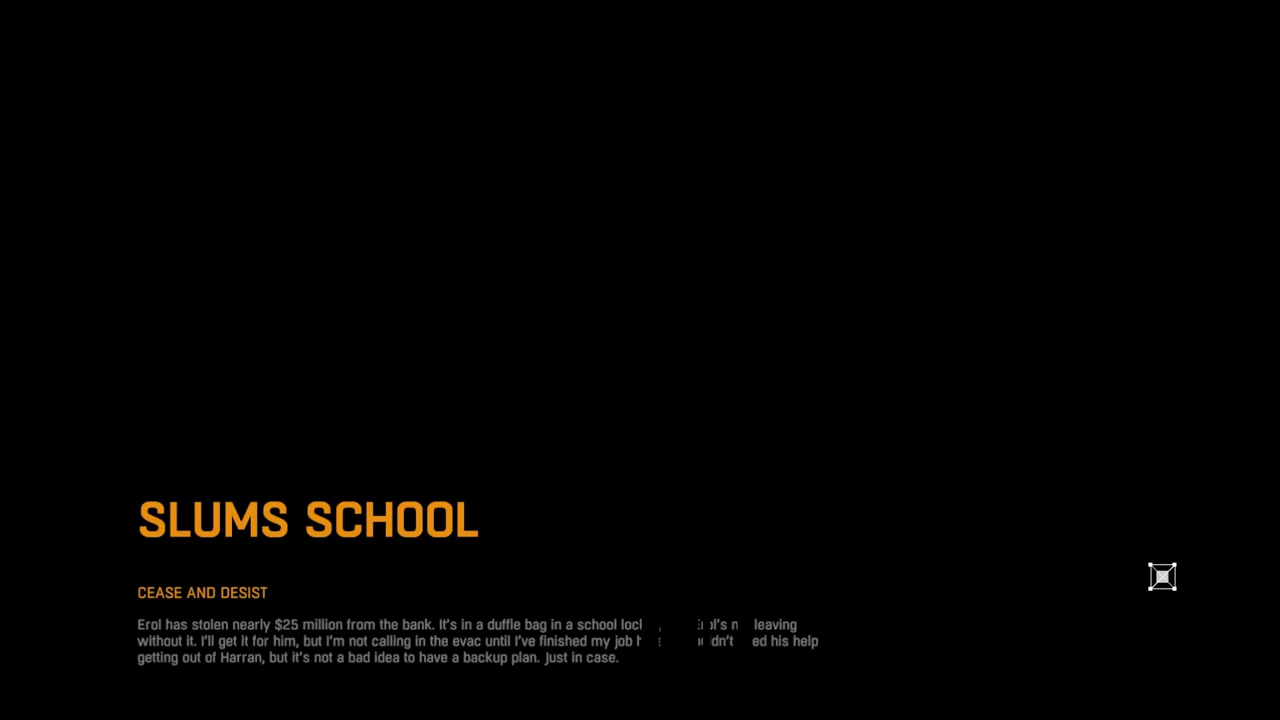 SLUMS SCHOOL
CEASE AND DESIST
Erol has stolen nearly $25 million from the bank. It's in a duffle bag in a school leaving
without it. I'll get it for him, but I'm not calling in the evac until I've finished my job his help
getting out of Harran, but it's not a bad idea to have a backup plan. Just in case.